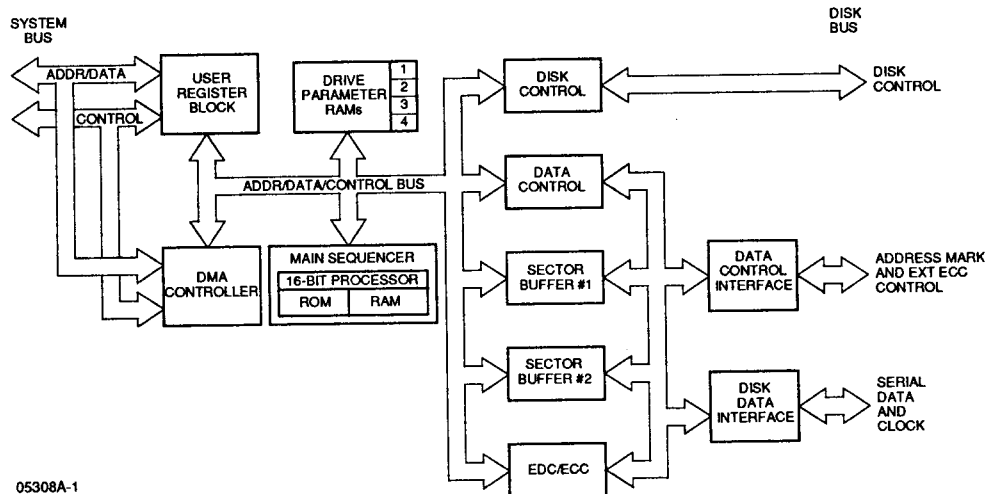 SYSTEM
BUS
DISK
BUS
ADDR/DATA
CONTROL
USER
REGISTER
BLOCK
DRIVE
PARAMETER
RAMs
1
2
3
4
DISK
CONTROL
DISK
CONTROL
ADDR/DATA/CONTROL BUS
DATA
CONTROL
DMA
CONTROLLER
MAIN SEQUENCER
16-BIT PROCESSOR
ROM
RAM
SECTOR
BUFFER #1
DATA
CONTROL
INTERFACE
ADDRESS MARK
AND EXT ECC
CONTROL
SECTOR
BUFFER #2
DISK
DATA
INTERFACE
SERIAL
DATA
AND
CLOCK
EDC/ECC
05308A-1